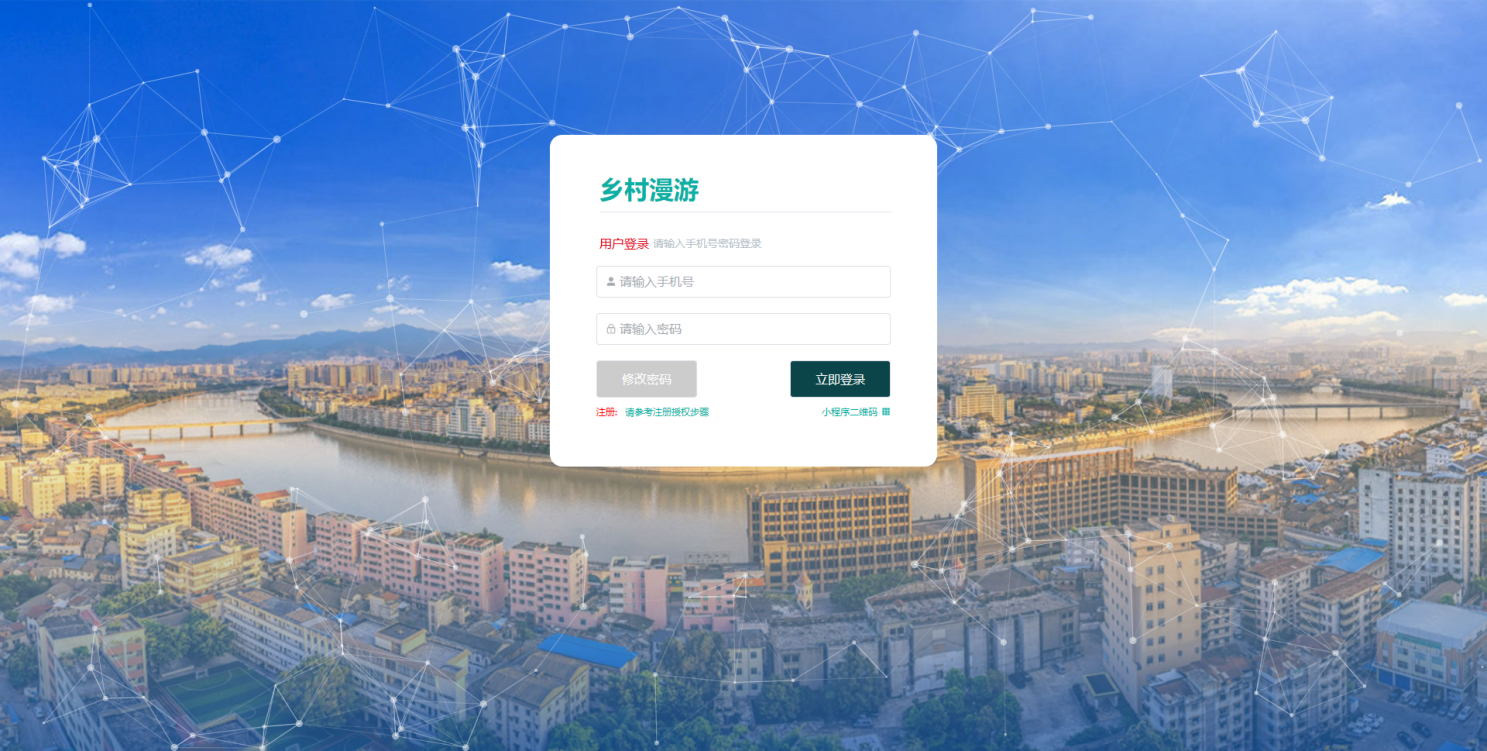 乡村漫游
用户登录 请输入手机号密码登录
请输入手机号
请输入密码
修改密码 立即登录
注册: 请参考注册授权步骤 小程序二维码